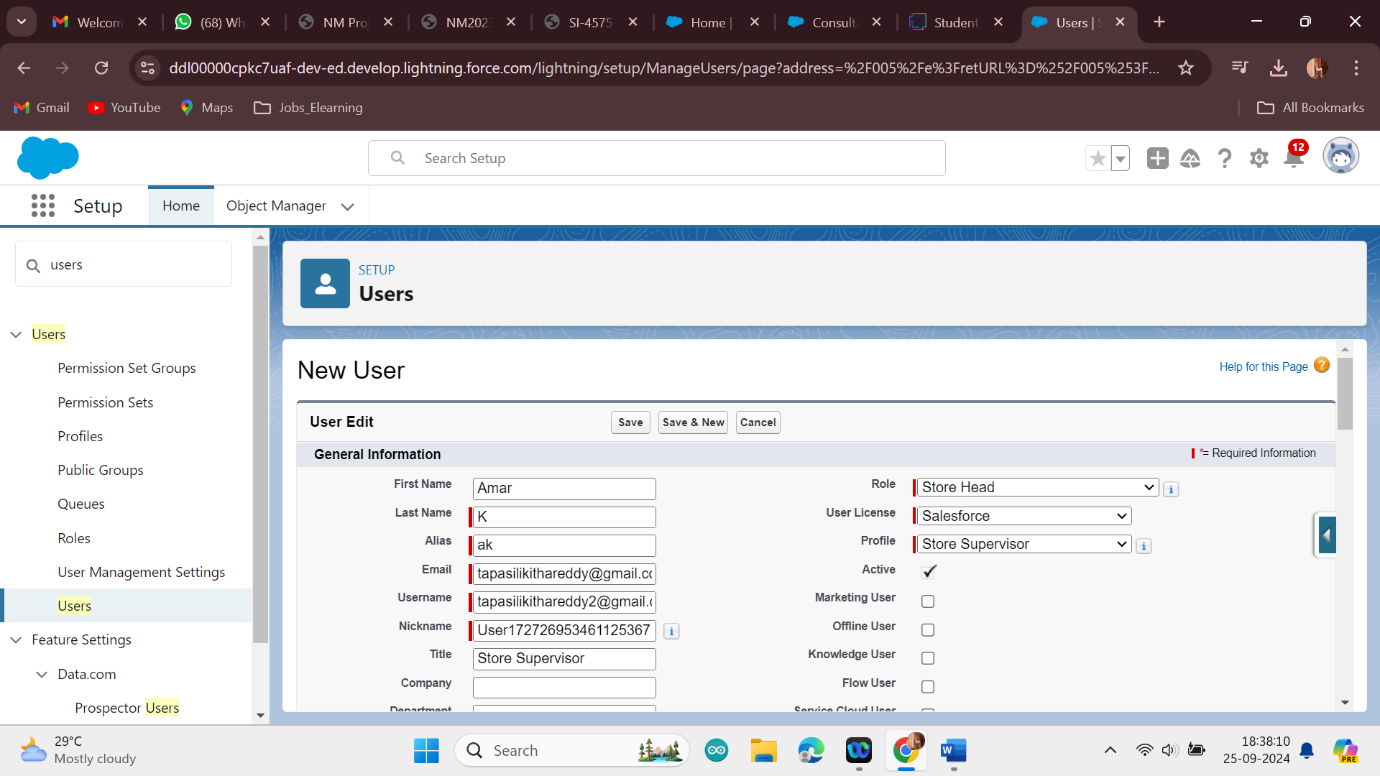 Welcom
(68) Wh
NM Pro
NM202
SI-4575
Home |
Consult
Student
Users | S
ddl00000cpkc7uaf-dev-ed.develop.lightning.force.com/lightning/setup/ManageUsers/page?address=%2F005%2Fe%3FretURL%3D%252F005%253F...
Gmail
YouTube
Maps
Jobs_Elearning
All Bookmarks
Search Setup
12
Setup
Home
Object Manager
users
Users
Permission Set Groups
Permission Sets
Profiles
Public Groups
Queues
Roles
User Management Settings
Users
Feature Settings
Data.com
Prospector Users
SETUP
Users
New User
Help for this Page ?
User Edit
Save
Save & New
Cancel
General Information
*= Required Information
First Name Amar
Last Name K
Alias ak
Email tapasilikithareddy@gmail.co
Username tapasilikithareddy2@gmail.
Nickname User172726953461125367 i
Title Store Supervisor
Company
Department
Role Store Head i
User License Salesforce
Profile Store Supervisor i
Active
Marketing User
Offline User
Knowledge User
Flow User
Service Cloud User
29°C
Mostly cloudy
Search
W
PRE
18:38:10
25-09-2024